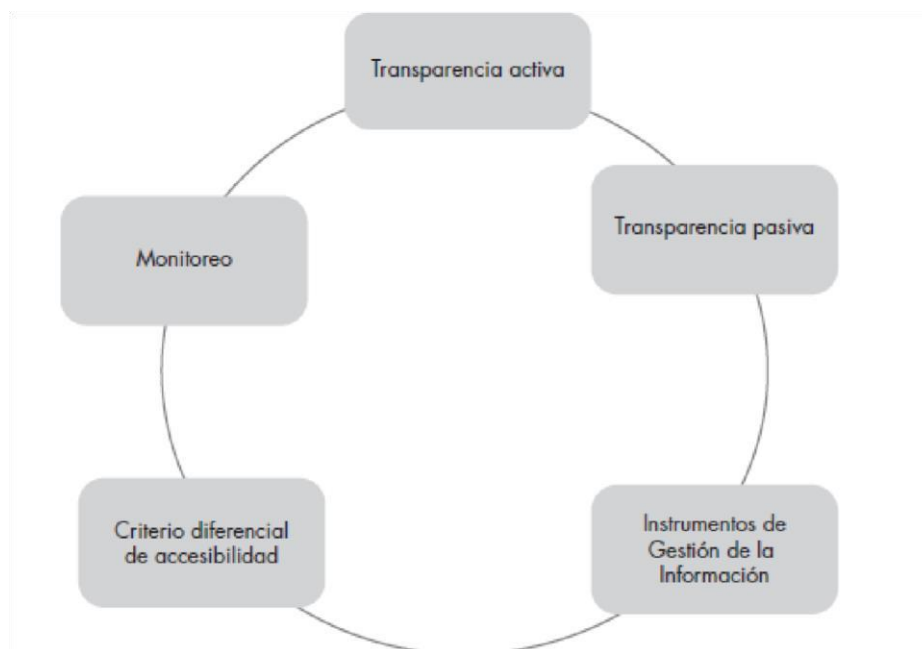 Transparencia activa
Transparencia pasiva
Monitoreo
Criterio diferencial
de accesibilidad
Instrumentos de
Gestión de la
Información